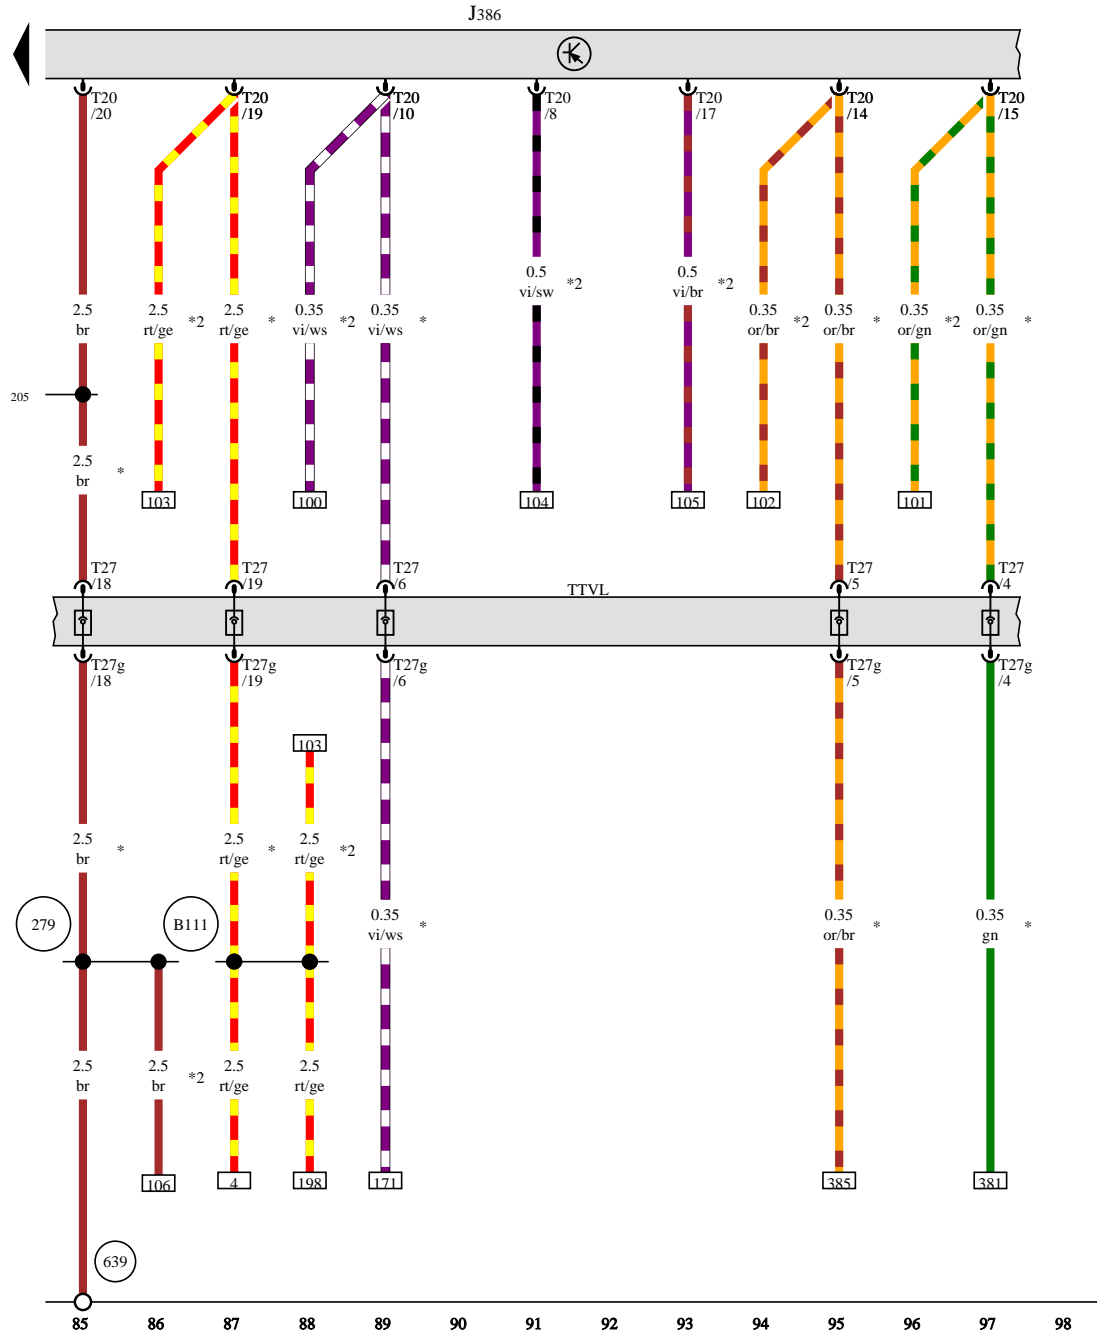 J386
T20 T20 T20 T20 T20 T20 T20
/20 /19 /10 /8 /17 /14 /15
0.5 0.5
vi/sw *2 vi/br *2
2.5 2.5 2.5 0.35 0.35 0.35 0.35 0.35 0.35
br rt/ge *2 rt/ge * vi/ws *2 vi/ws * or/br *2 or/br * or/gn *2 or/gn *
205
2.5
br *
103 100 104 105 102 101
T27 T27 T27 T27 T27
/18 /19 /6 /5 /4
TTVL
T27g T27g T27g T27g T27g
/18 /19 /6 /5 /4
103
2.5 2.5 2.5
br * rt/ge * rt/ge *2
279 B111
0.35 0.35 0.35
vi/ws * or/br * gn *
2.5 2.5 2.5 2.5
br br *2 rt/ge rt/ge
106 4 198 171 385 381
639
85 86 87 88 89 90 91 92 93 94 95 96 97 98